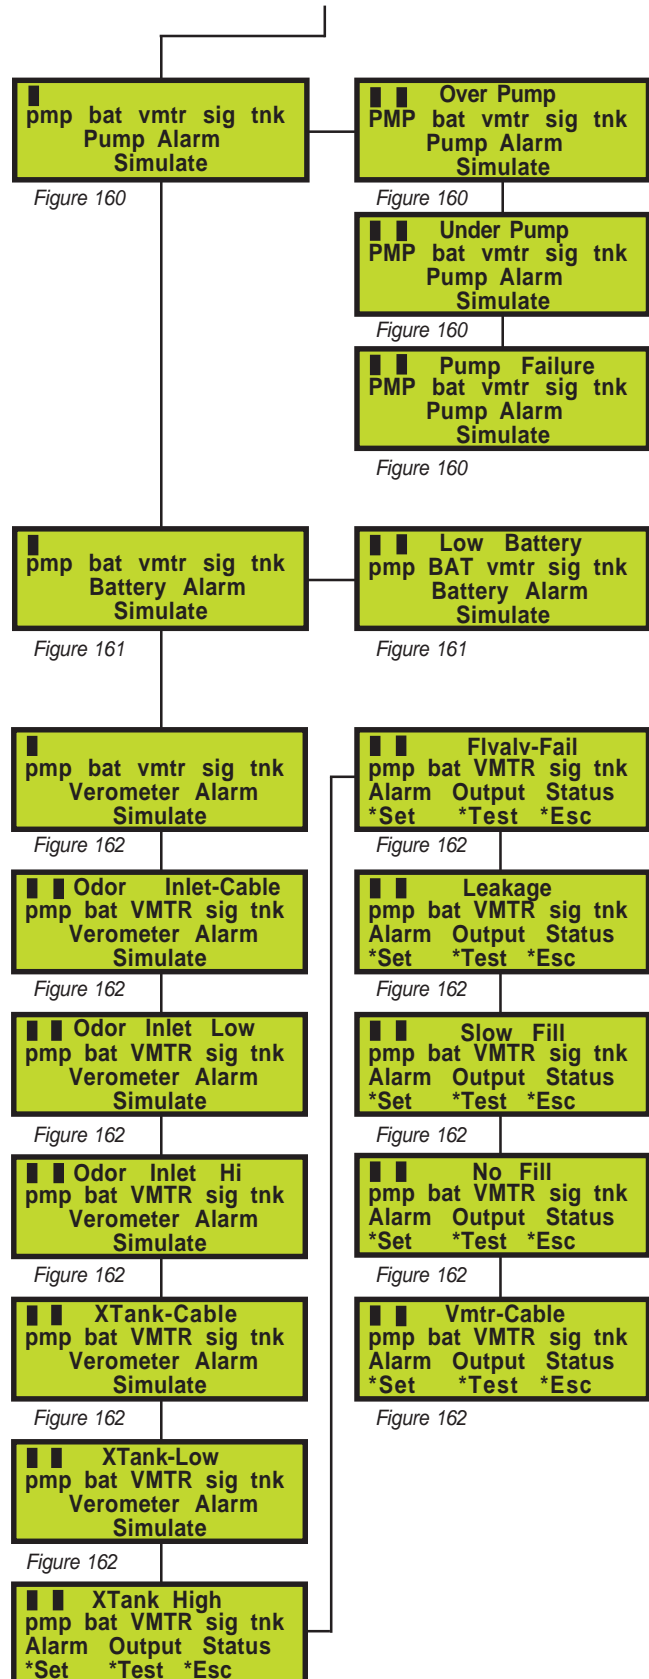 pmp bat vmtr sig tnk
Pump Alarm
Simulate
Figure 160
Over Pump
PMP bat vmtr sig tnk
Pump Alarm
Simulate
Figure 160
Under Pump
PMP bat vmtr sig tnk
Pump Alarm
Simulate
Figure 160
Pump Failure
PMP bat vmtr sig tnk
Pump Alarm
Simulate
Figure 160
pmp bat vmtr sig tnk
Battery Alarm
Simulate
Figure 161
Low Battery
pmp BAT vmtr sig tnk
Battery Alarm
Simulate
Figure 161
pmp bat vmtr sig tnk
Verometer Alarm
Simulate
Figure 162
Odor Inlet-Cable
pmp bat VMTR sig tnk
Verometer Alarm
Simulate
Figure 162
Odor Inlet Low
pmp bat VMTR sig tnk
Verometer Alarm
Simulate
Figure 162
Odor Inlet Hi
pmp bat VMTR sig tnk
Verometer Alarm
Simulate
Figure 162
XTank-Cable
pmp bat VMTR sig tnk
Verometer Alarm
Simulate
Figure 162
XTank-Low
pmp bat VMTR sig tnk
Verometer Alarm
Simulate
Figure 162
XTank High
pmp bat VMTR sig tnk
Alarm Output Status
*Set *Test *Esc
Flvalv-Fail
pmp bat VMTR sig tnk
Alarm Output Status
*Set *Test *Esc
Figure 162
Leakage
pmp bat VMTR sig tnk
Alarm Output Status
*Set *Test *Esc
Figure 162
Slow Fill
pmp bat VMTR sig tnk
Alarm Output Status
*Set *Test *Esc
Figure 162
No Fill
pmp bat VMTR sig tnk
Alarm Output Status
*Set *Test *Esc
Figure 162
Vmtr-Cable
pmp bat VMTR sig tnk
Alarm Output Status
*Set *Test *Esc
Figure 162